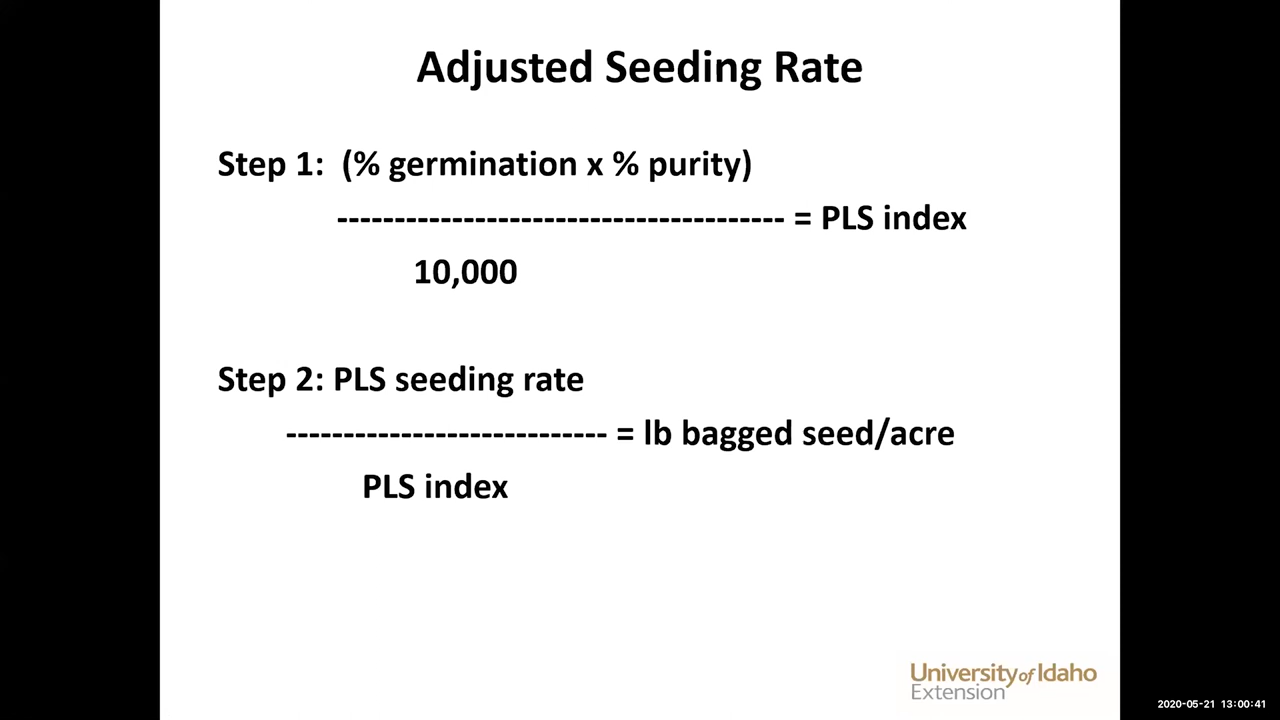 Adjusted Seeding Rate
Step 1: (% germination x % purity)
--------------------------------------- = PLS index
10,000
Step 2: PLS seeding rate
---------------------------- = lb bagged seed/acre
PLS index
University of Idaho
Extension
2020-05-21 13:00:41